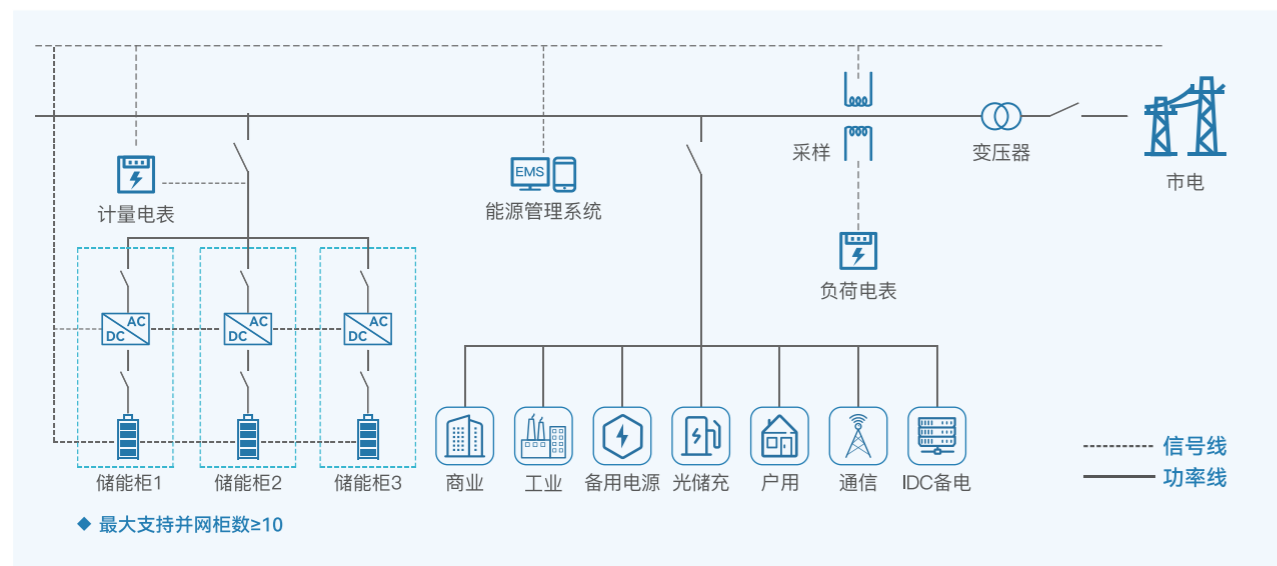 采样
变压器
市电
EMS
计量电表
能源管理系统
负荷电表
AC
DC
AC
DC
AC
DC
储能柜1
储能柜2
储能柜3
商业
工业
备用电源
光储充
户用
通信
IDC备电
信号线
功率线
◆ 最大支持并网柜数≥10